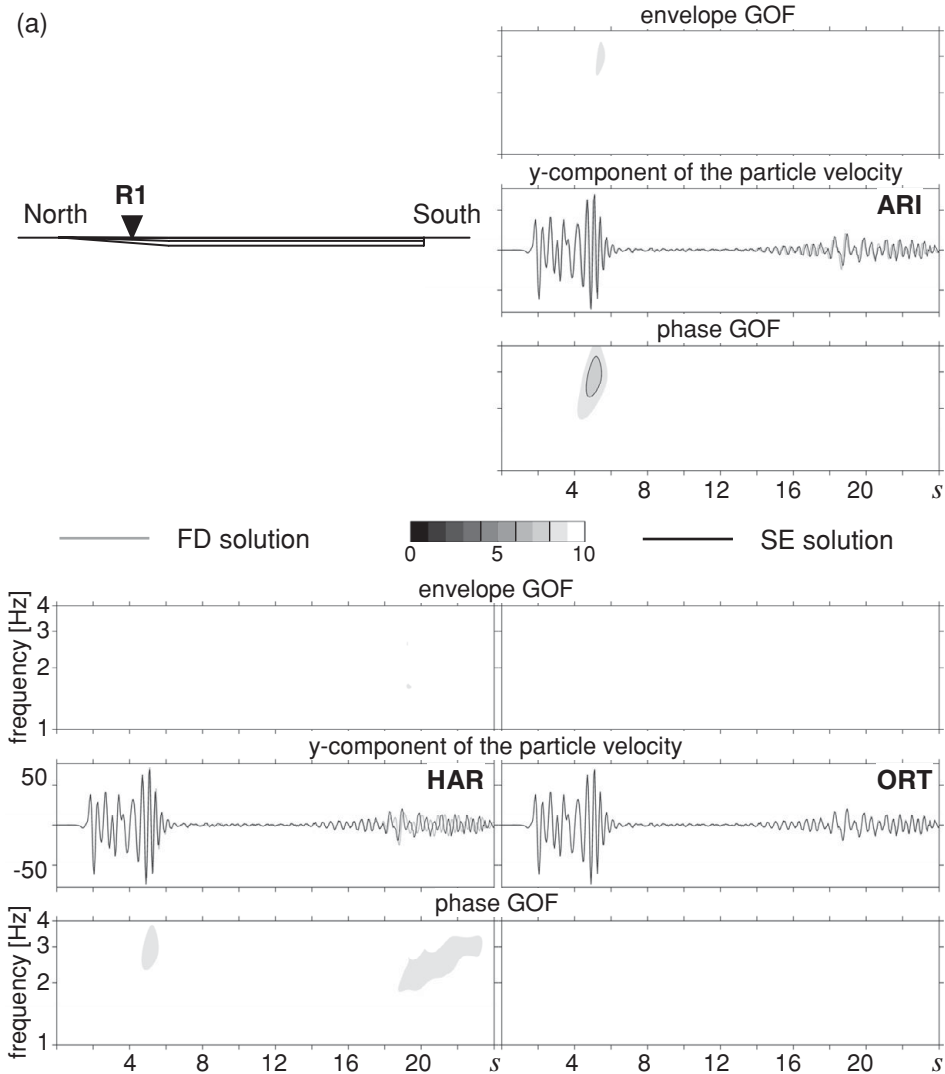 (a)
envelope GOF
y-component of the particle velocity
ARI
R1
North
South
phase GOF
4 8 12 16 20 s
FD solution
0 5 10
SE solution
envelope GOF
frequency [Hz]
4
3
2
1
y-component of the particle velocity
50
-50
HAR
ORT
phase GOF
frequency [Hz]
4
3
2
1
4 8 12 16 20 s
4 8 12 16 20 s